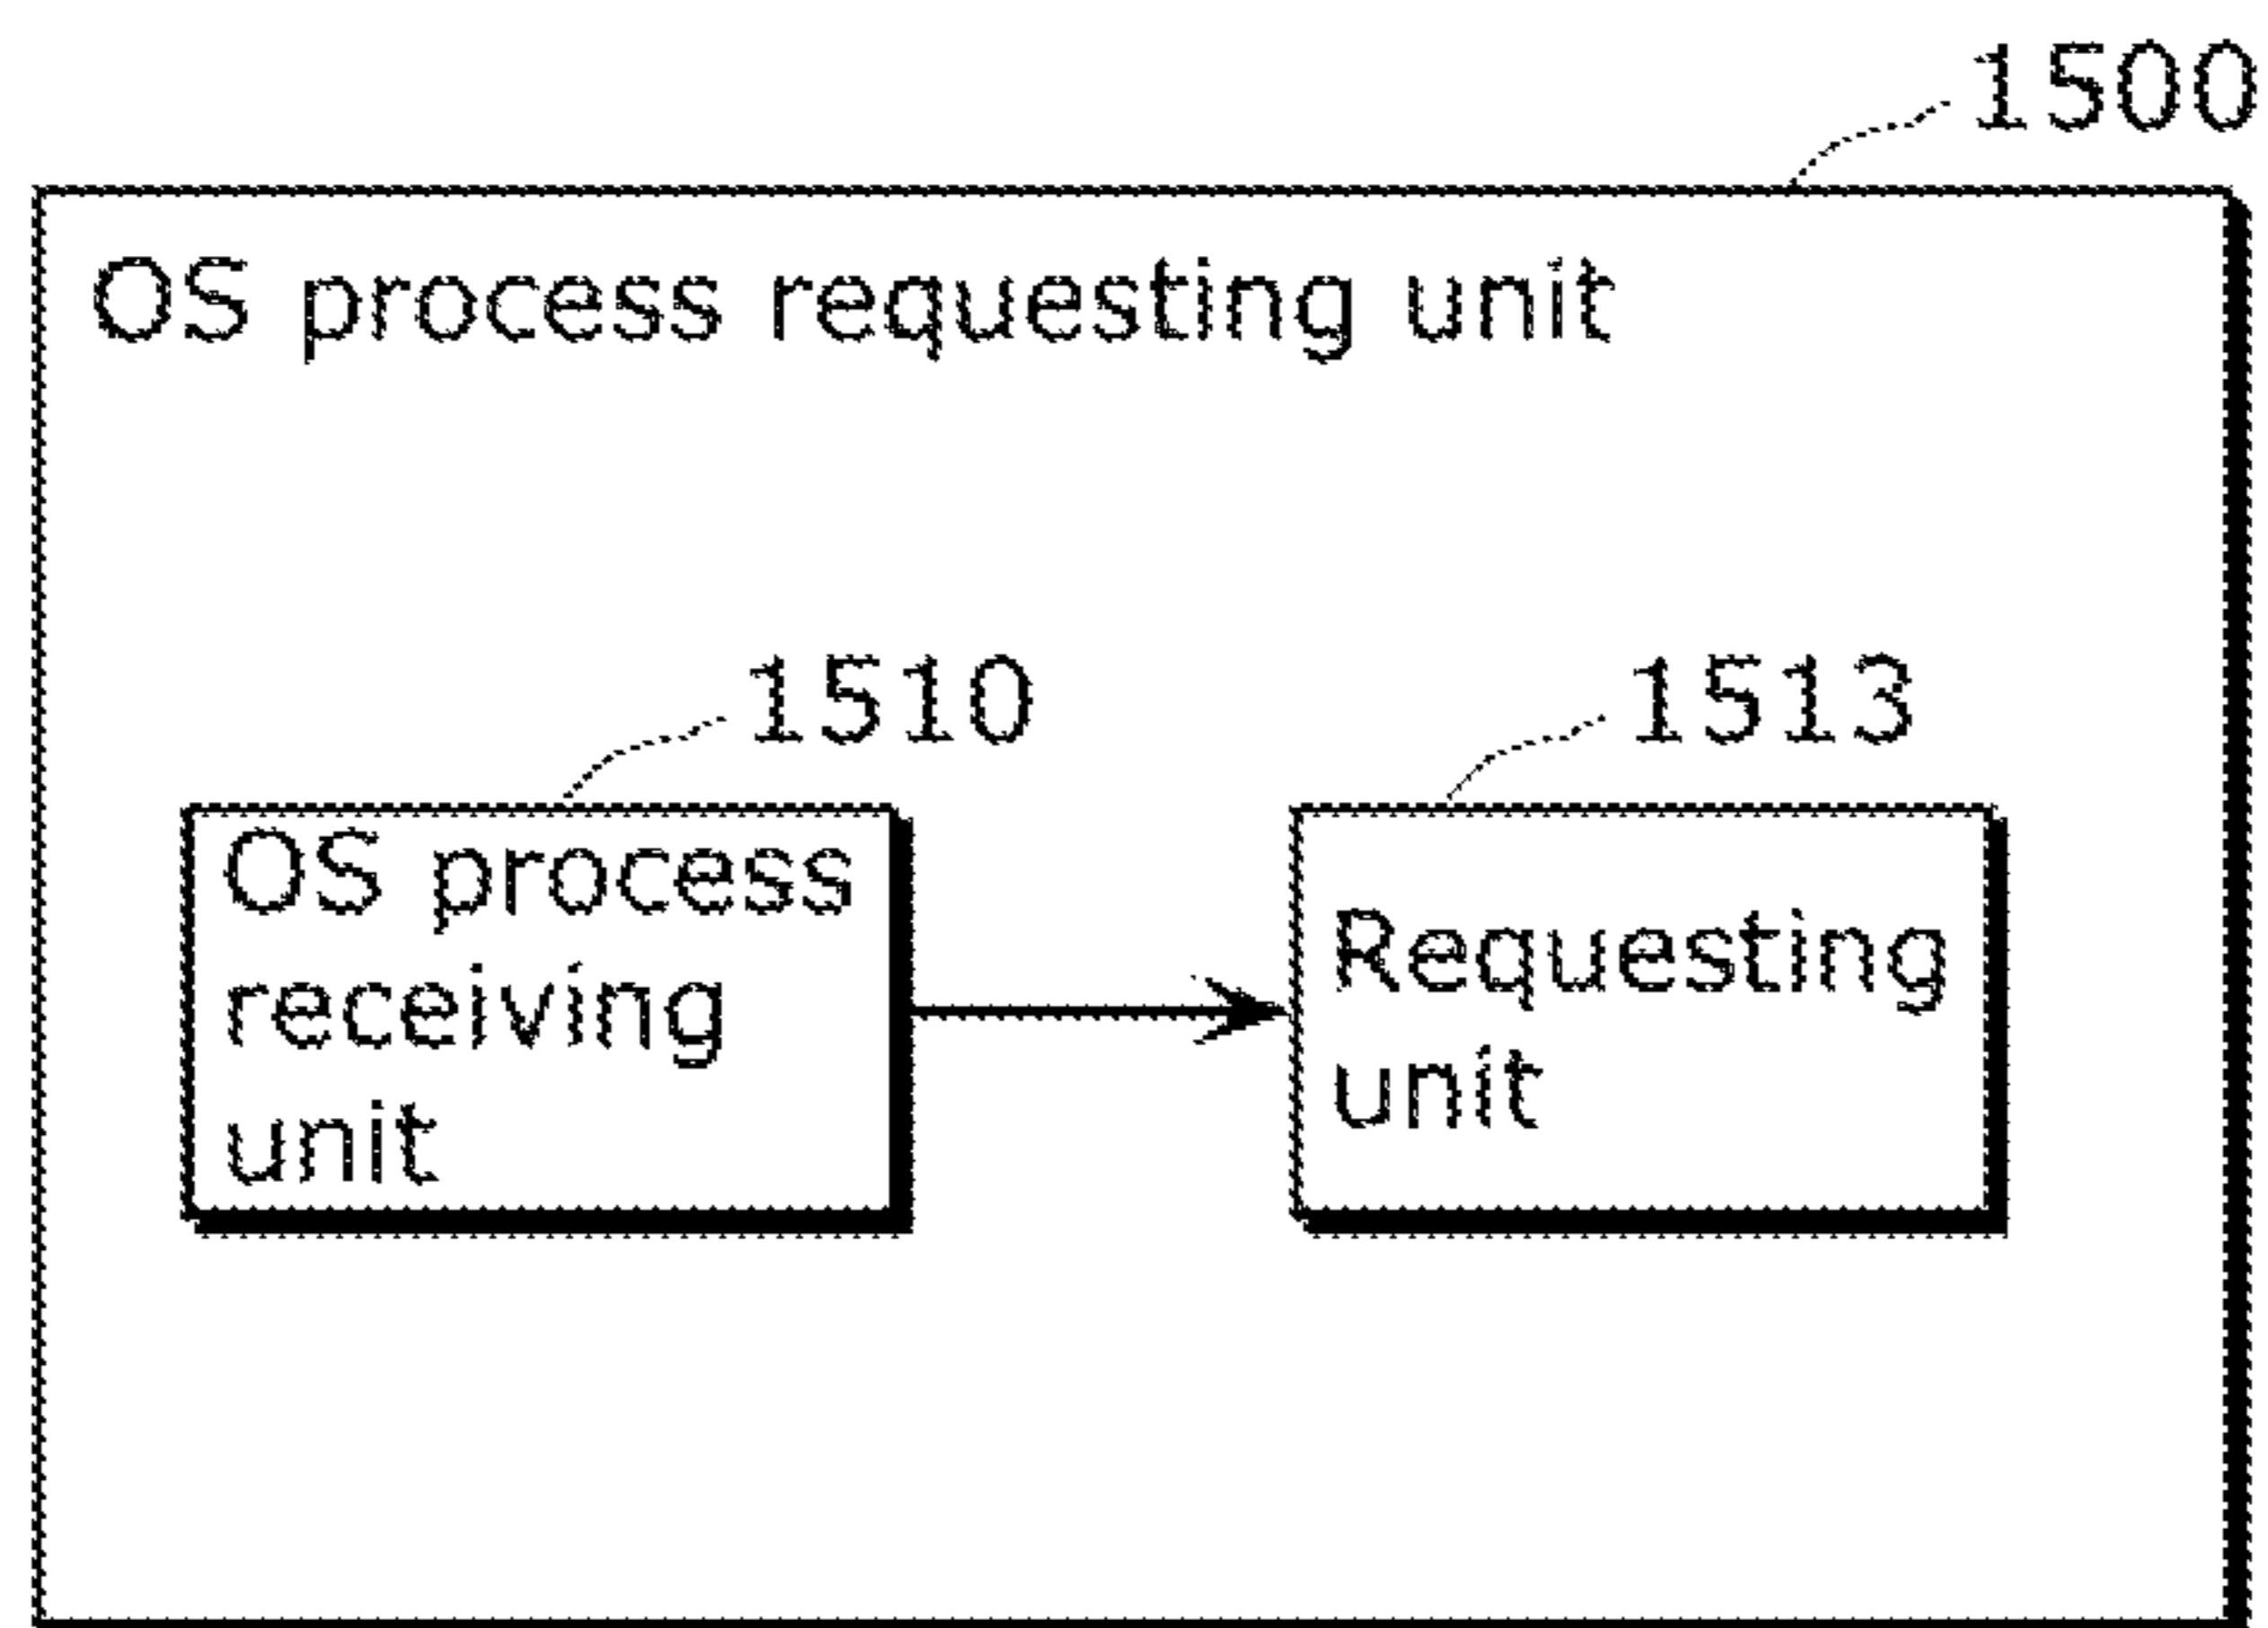 1500
OS process requesting unit
1510
1513
OS process
receiving
unit
Requesting
unit